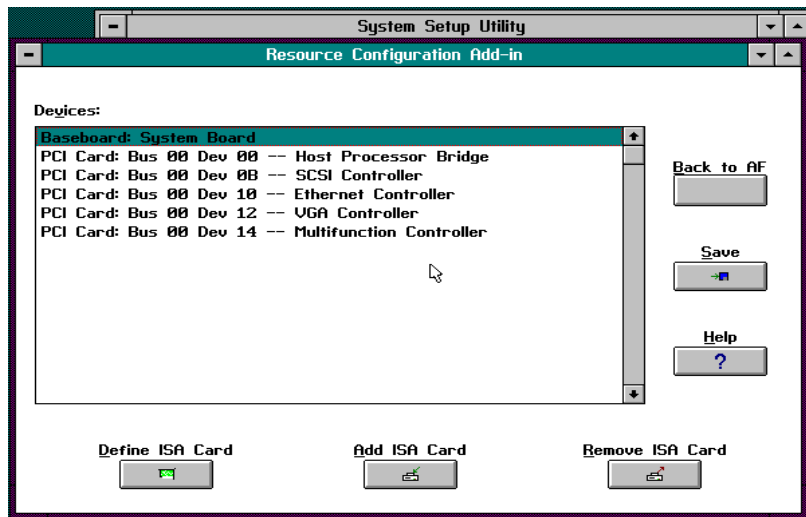 System Setup Utility
Resource Configuration Add-in
Devices:
Baseboard: System Board
PCI Card: Bus 00 Dev 00 -- Host Processor Bridge
PCI Card: Bus 00 Dev 0B -- SCSI Controller
PCI Card: Bus 00 Dev 10 -- Ethernet Controller
PCI Card: Bus 00 Dev 12 -- VGA Controller
PCI Card: Bus 00 Dev 14 -- Multifunction Controller
Back to AF
Save
Help
?
Define ISA Card
Add ISA Card
Remove ISA Card